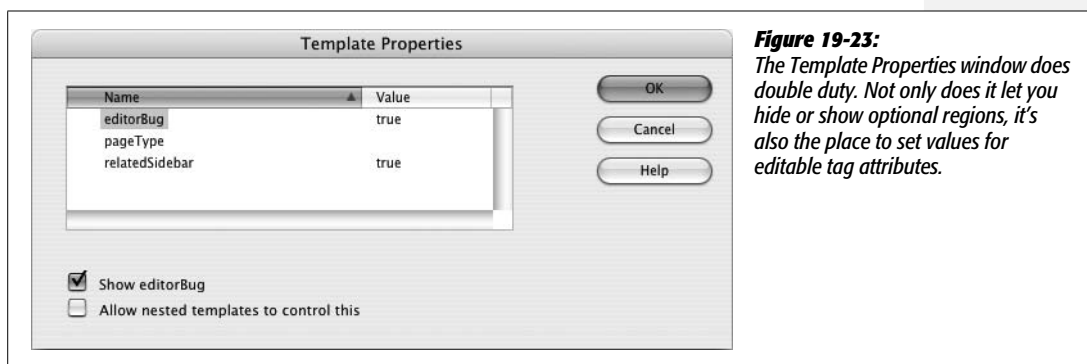 Template Properties
Name Value
editorBug true
pageType
relatedSidebar true
OK
Cancel
Help
Show editorBug
Allow nested templates to control this
Figure 19-23:
The Template Properties window does
double duty. Not only does it let you
hide or show optional regions, it's
also the place to set values for
editable tag attributes.